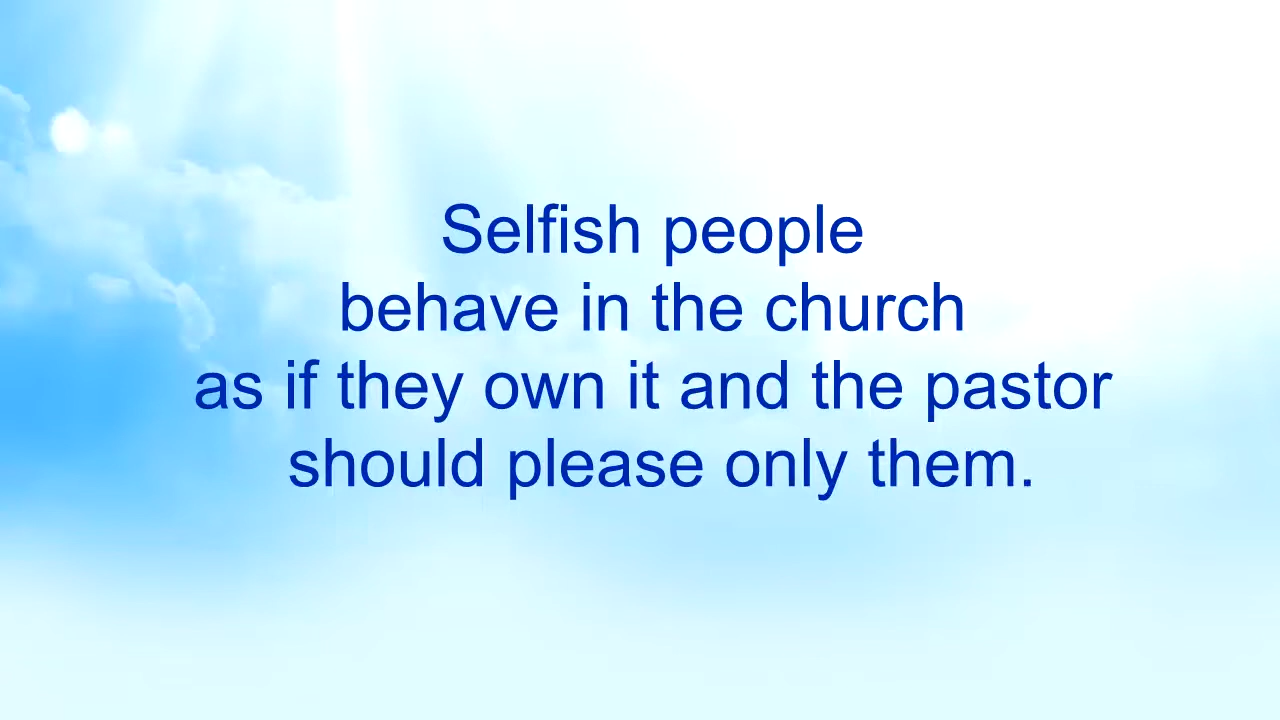 Selfish people
behave in the church
as if they own it and the pastor
should please only them.